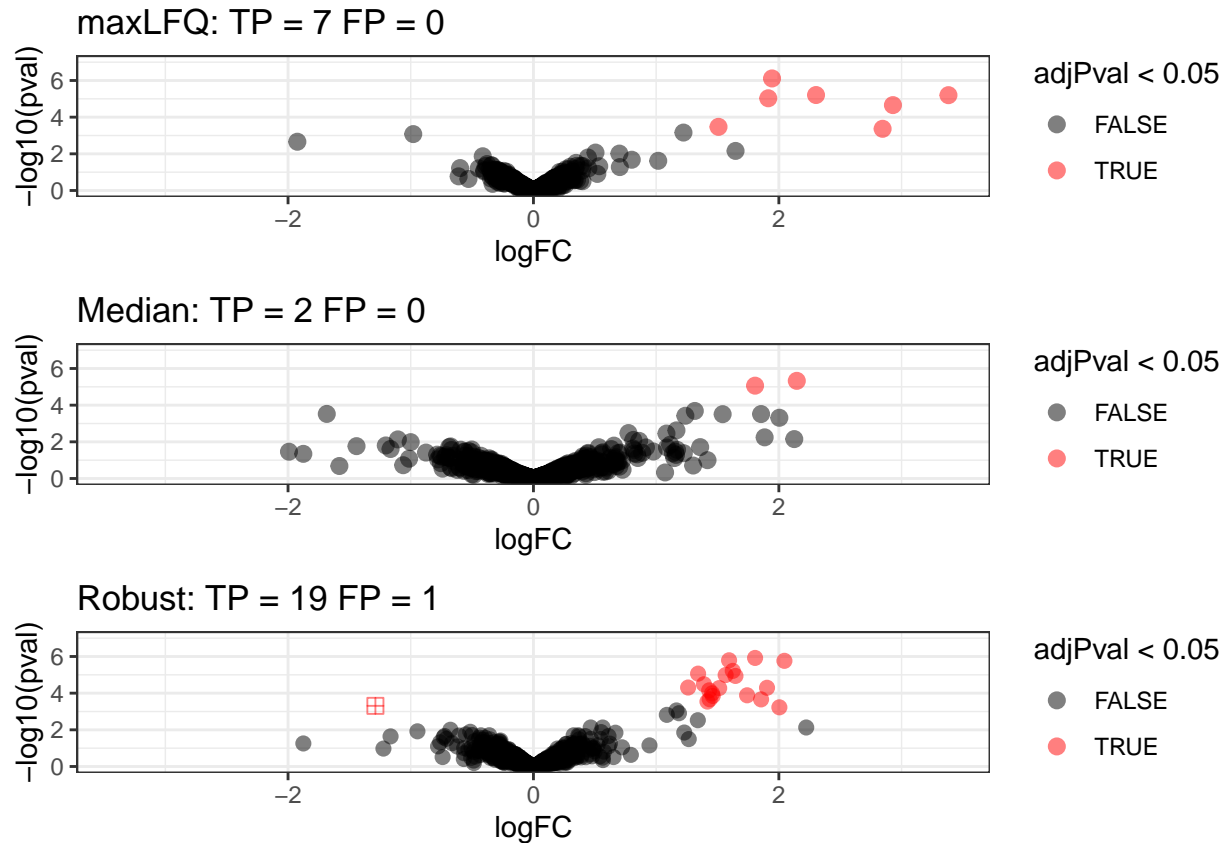 maxLFQ: TP = 7 FP = 0
−log10(pval)
6
4
2
0
−2
0
2
logFC
adjPval < 0.05
FALSE
TRUE
Median: TP = 2 FP = 0
−log10(pval)
6
4
2
0
−2
0
2
logFC
adjPval < 0.05
FALSE
TRUE
Robust: TP = 19 FP = 1
−log10(pval)
6
4
2
0
−2
0
2
logFC
adjPval < 0.05
FALSE
TRUE